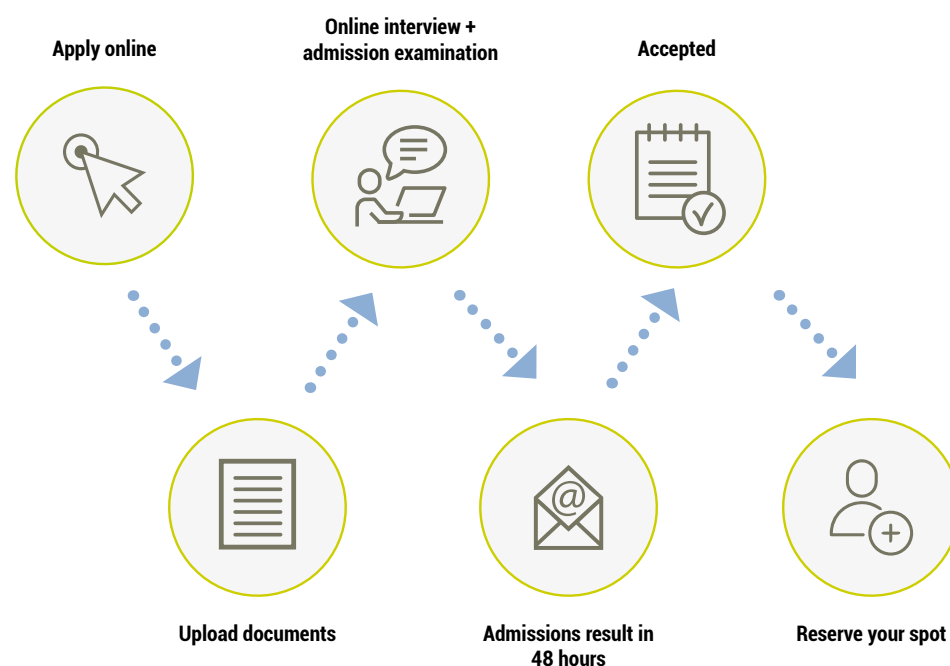 Apply online
Upload documents
Online interview +
admission examination
Admissions result in
48 hours
Accepted
Reserve your spot
@